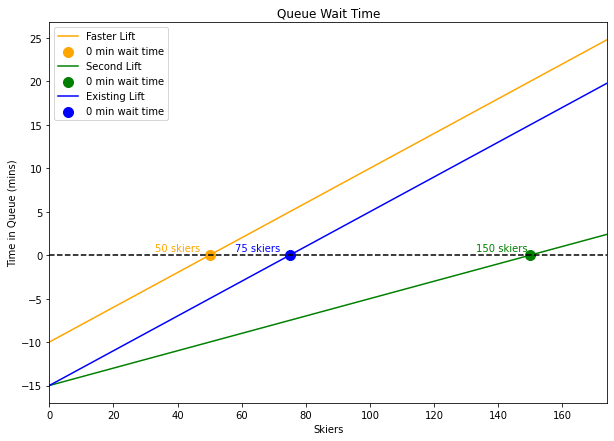 Queue Wait Time
Faster Lift
0 min wait time
Second Lift
0 min wait time
Existing Lift
0 min wait time
25
20
15
10
5
0
−5
−10
−15
Time in Queue (mins)
50 skiers
75 skiers
150 skiers
0 20 40 60 80 100 120 140 160
Skiers